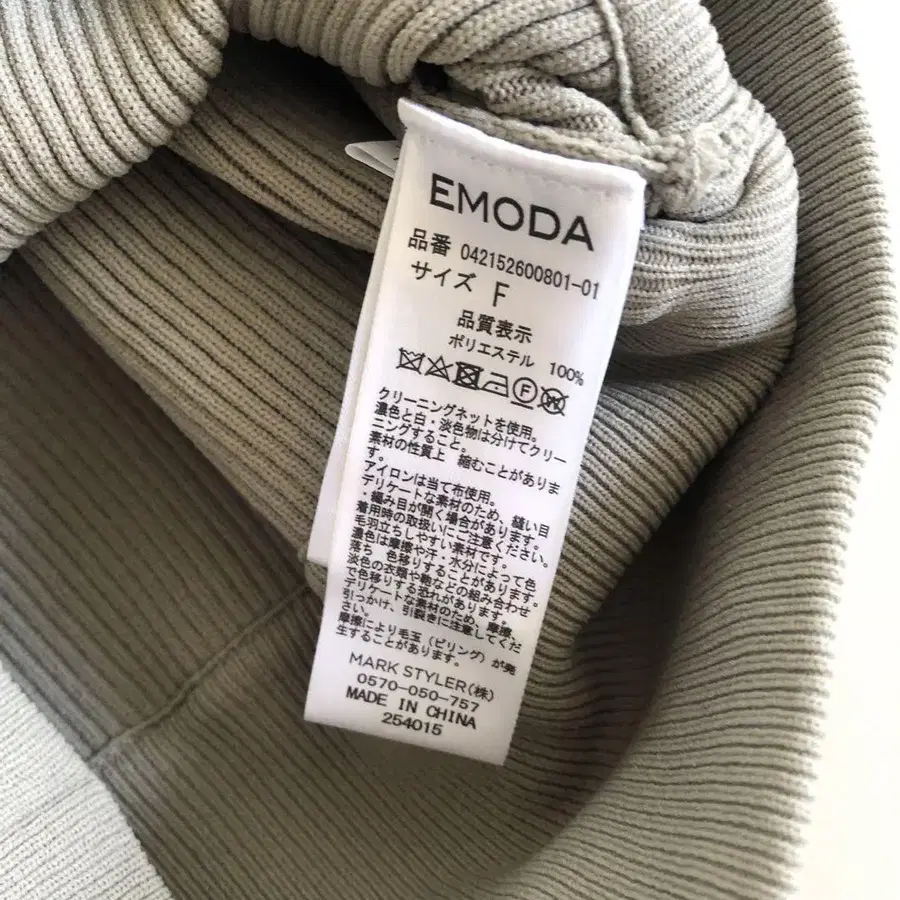 EMODA
品番 042152600801-01
サイズ F
品質表示
ポリエステル 100%
クリーニングネットを使用。
濃色と白・淡色物は分けてクリー
ニングすること。
素材の性質上 縮むことがありま
す。
アイロンは当て布使用。
デリケートな素材のため、縫い目
・編み目が開く場合があります。
着用時の取扱いにご注意ください。
毛羽立ちしやすい素材です。
濃色は摩擦や汗・水分によって色
落ち 色移りすることがあります。
淡色の衣類や鞄などの組み合わせ
で色移りする恐れがあります。
デリケートな素材のため、摩擦、
引っかけ、引裂きに注意してくだ
さい。
摩擦により毛玉(ピリング)が発
生することがあります。
MARK STYLER(株)
0570-050-757
MADE IN CHINA
254015